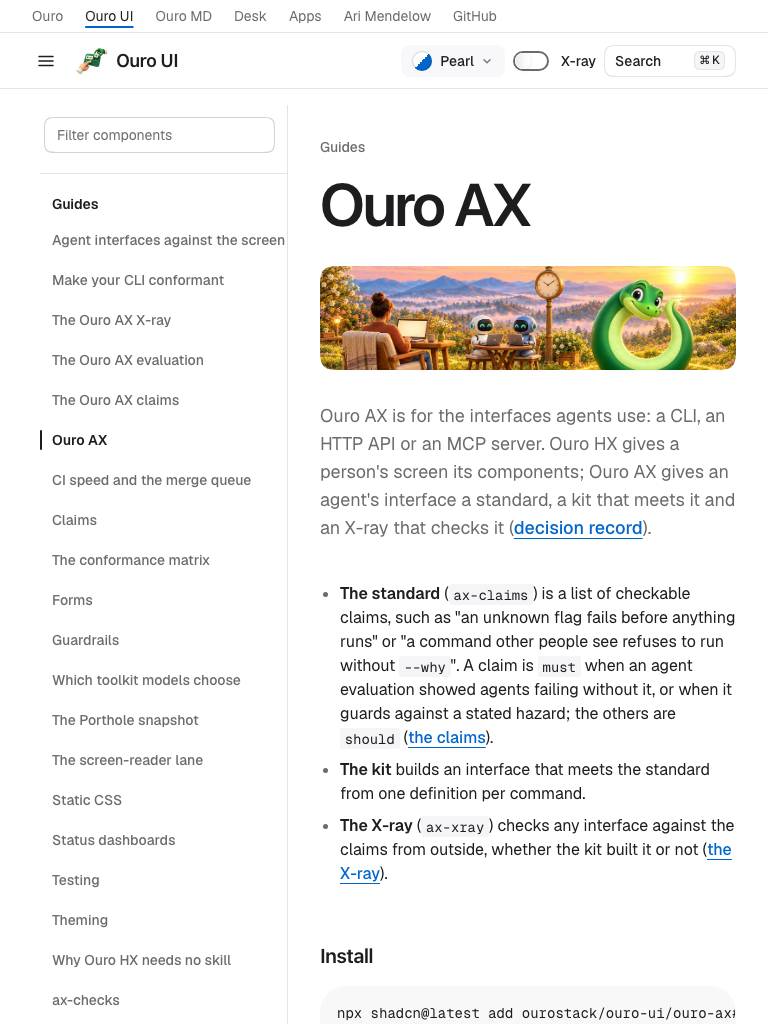 Ouro Ouro UI Ouro MD Desk Apps Ari Mendelow GitHub
Ouro UI Pearl X-ray Search ⌘ K
Filter components
Guides
Agent interfaces against the screen
Make your CLI conformant
The Ouro AX X-ray
The Ouro AX evaluation
The Ouro AX claims
Ouro AX
CI speed and the merge queue
Claims
The conformance matrix
Forms
Guardrails
Which toolkit models choose
The Porthole snapshot
The screen-reader lane
Static CSS
Status dashboards
Testing
Theming
Why Ouro HX needs no skill
ax-checks
Guides
Ouro AX
Ouro AX is for the interfaces agents use: a CLI, an
HTTP API or an MCP server. Ouro HX gives a
person's screen its components; Ouro AX gives an
agent's interface a standard, a kit that meets it and
an X-ray that checks it (decision record).
• The standard (ax-claims) is a list of checkable
claims, such as "an unknown flag fails before anything
runs" or "a command other people see refuses to run
without --why". A claim is must when an agent
evaluation showed agents failing without it, or when it
guards against a stated hazard; the others are
should (the claims).
• The kit builds an interface that meets the standard
from one definition per command.
• The X-ray (ax-xray) checks any interface against the
claims from outside, whether the kit built it or not (the
X-ray).
Install
npx shadcn@latest add ourostack/ouro-ui/ouro-ax#